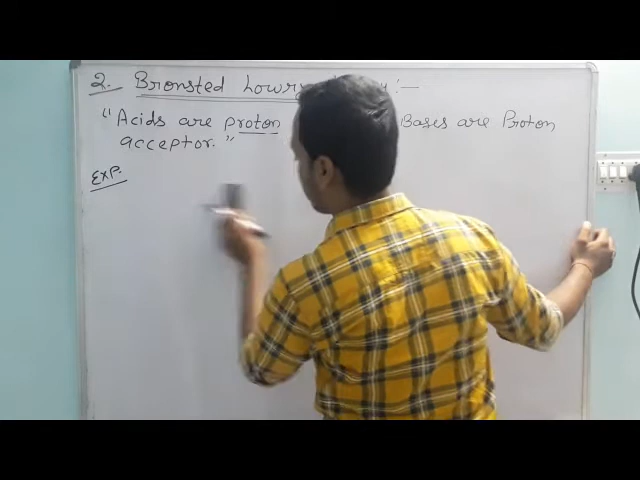 2. Bronsted Lowry :-
"Acids are proton Bases are Proton
acceptor."
Exp.